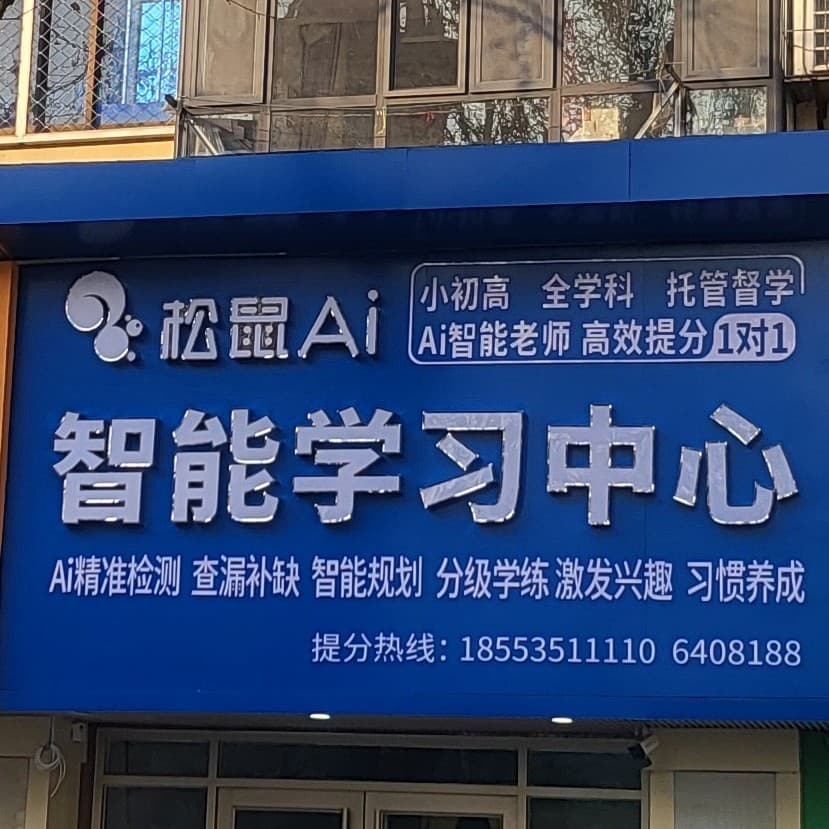 松鼠Ai
小初高 全学科 托管督学
Ai智能老师 高效提分 1对1
智能学习中心
Ai精准检测 查漏补缺 智能规划 分级学练 激发兴趣 习惯养成
提分热线：18553511110 6408188